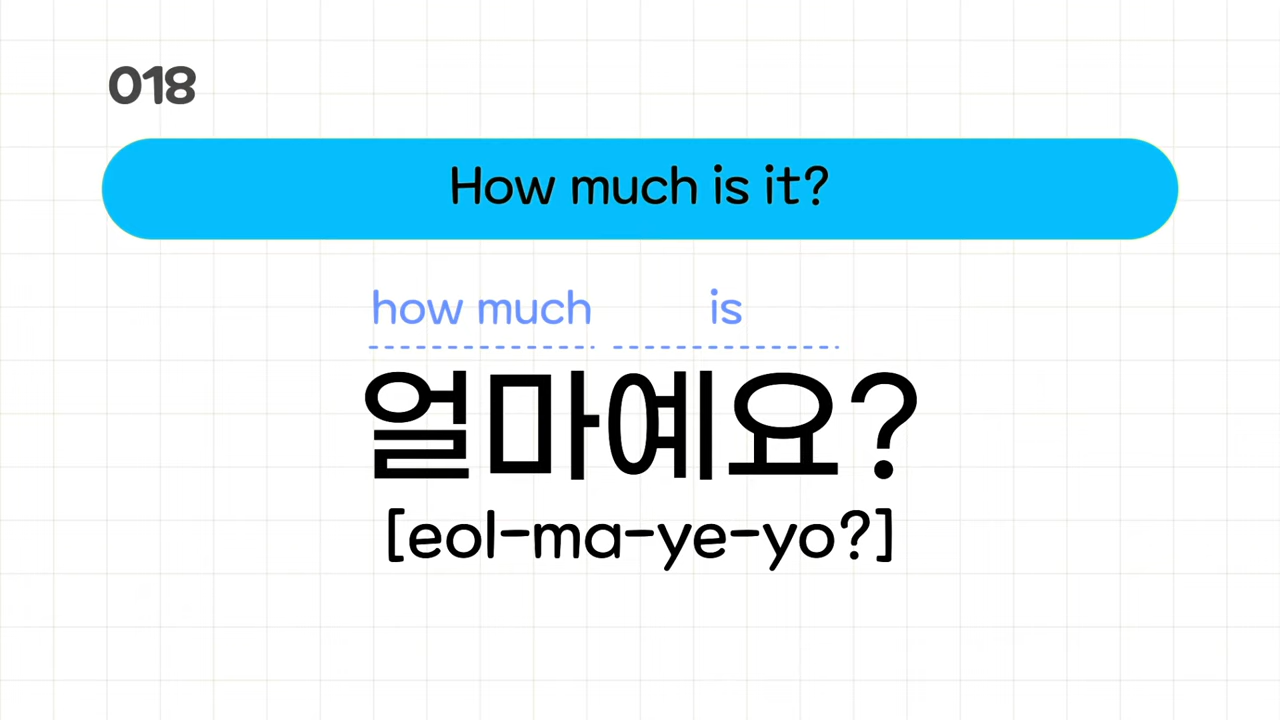 018
How much is it?
how much is
얼마예요?
[eol-ma-ye-yo?]